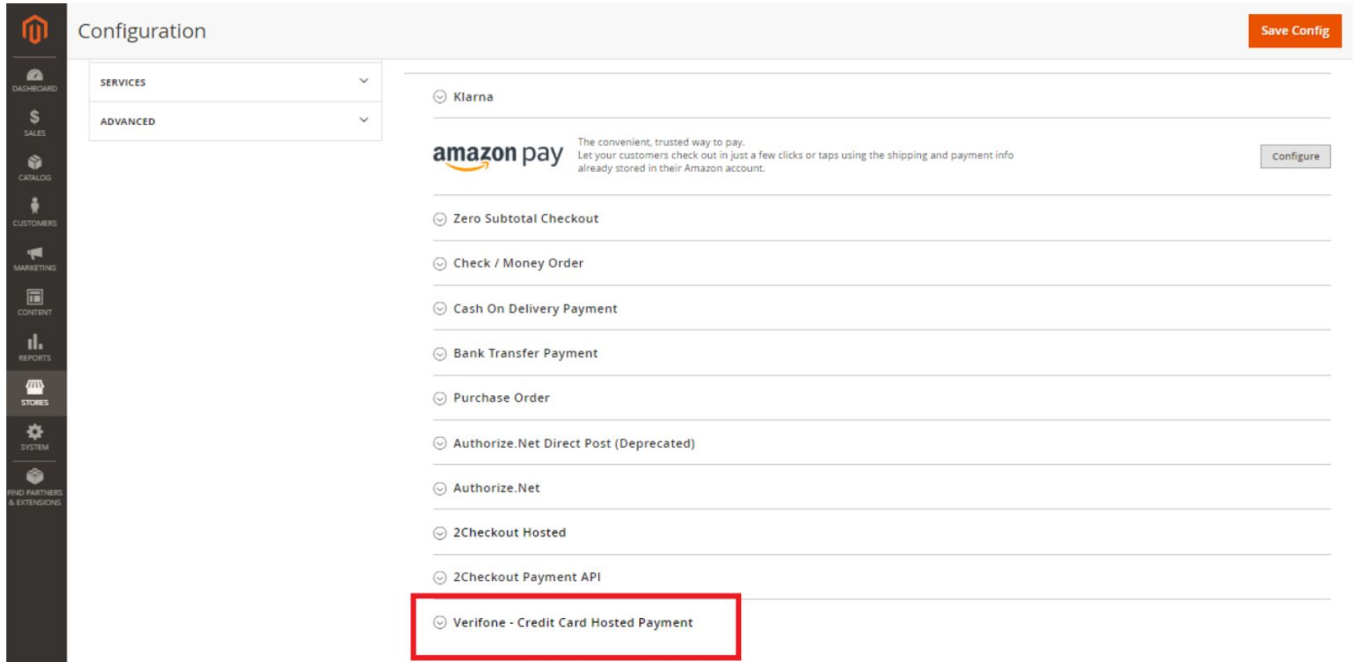 Configuration
Save Config
DASHBOARD
SALES
CATALOG
CUSTOMERS
MARKETING
CONTENT
REPORTS
STORES
SYSTEM
FIND PARTNERS
& EXTENSIONS
SERVICES
ADVANCED
Klarna
amazon pay
The convenient, trusted way to pay.
Let your customers check out in just a few clicks or taps using the shipping and payment info
already stored in their Amazon account.
Configure
Zero Subtotal Checkout
Check / Money Order
Cash On Delivery Payment
Bank Transfer Payment
Purchase Order
Authorize.Net Direct Post (Deprecated)
Authorize.Net
2Checkout Hosted
2Checkout Payment API
Verifone - Credit Card Hosted Payment